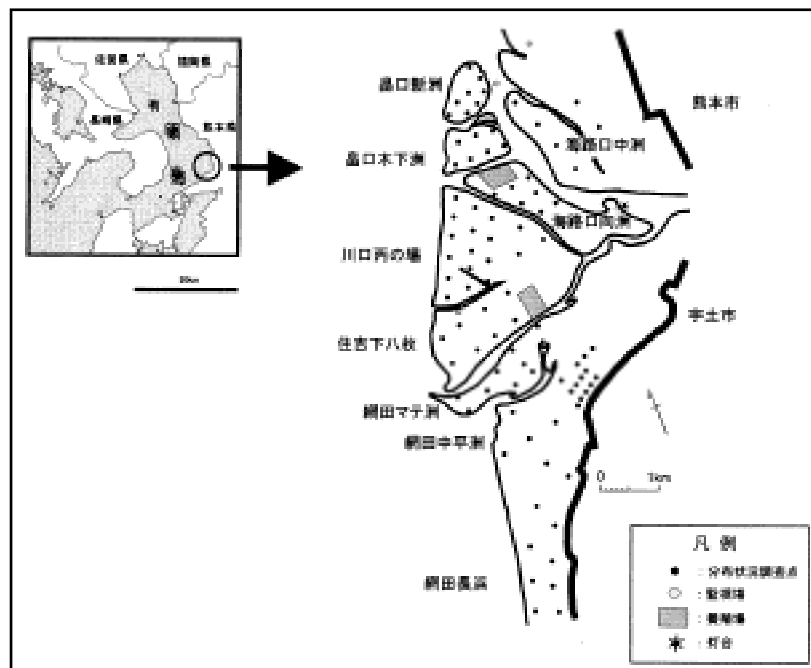 佐賀県
福岡県
有
明
海
長崎県
熊本県
畠口新洲
熊本市
海路口中洲
畠口木下洲
海路口向洲
川口西の場
宇土市
住吉下八枚
網田マテ洲
網田中平洲
0 1km
網田長浜
凡例
：分布状況調査点
：監視場
：養殖場
：灯台